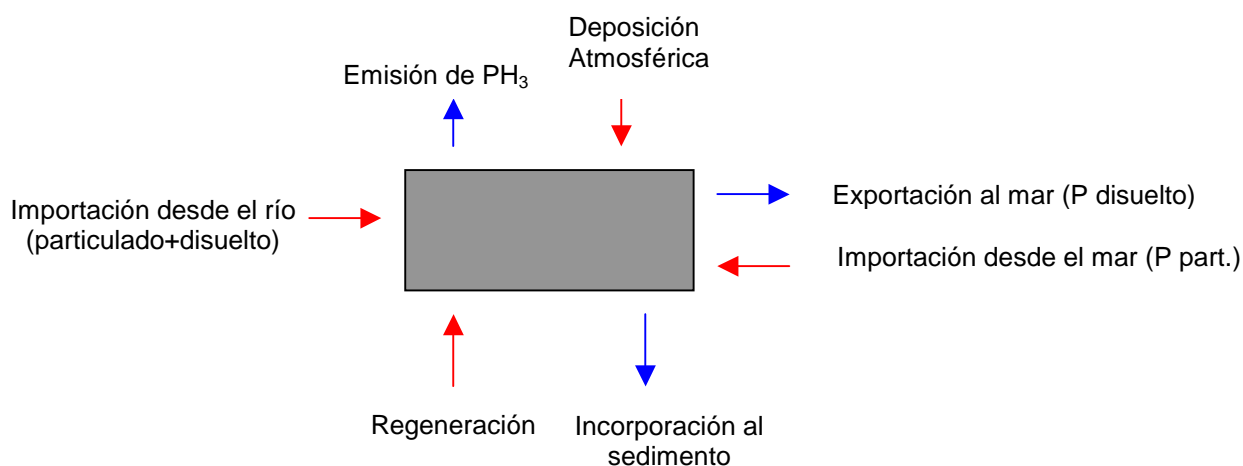 Deposición
Atmosférica
Emisión de PH₃
Importación desde el río
(particulado+disuelto)
Exportación al mar (P disuelto)
Importación desde el mar (P part.)
Regeneración
Incorporación al
sedimento